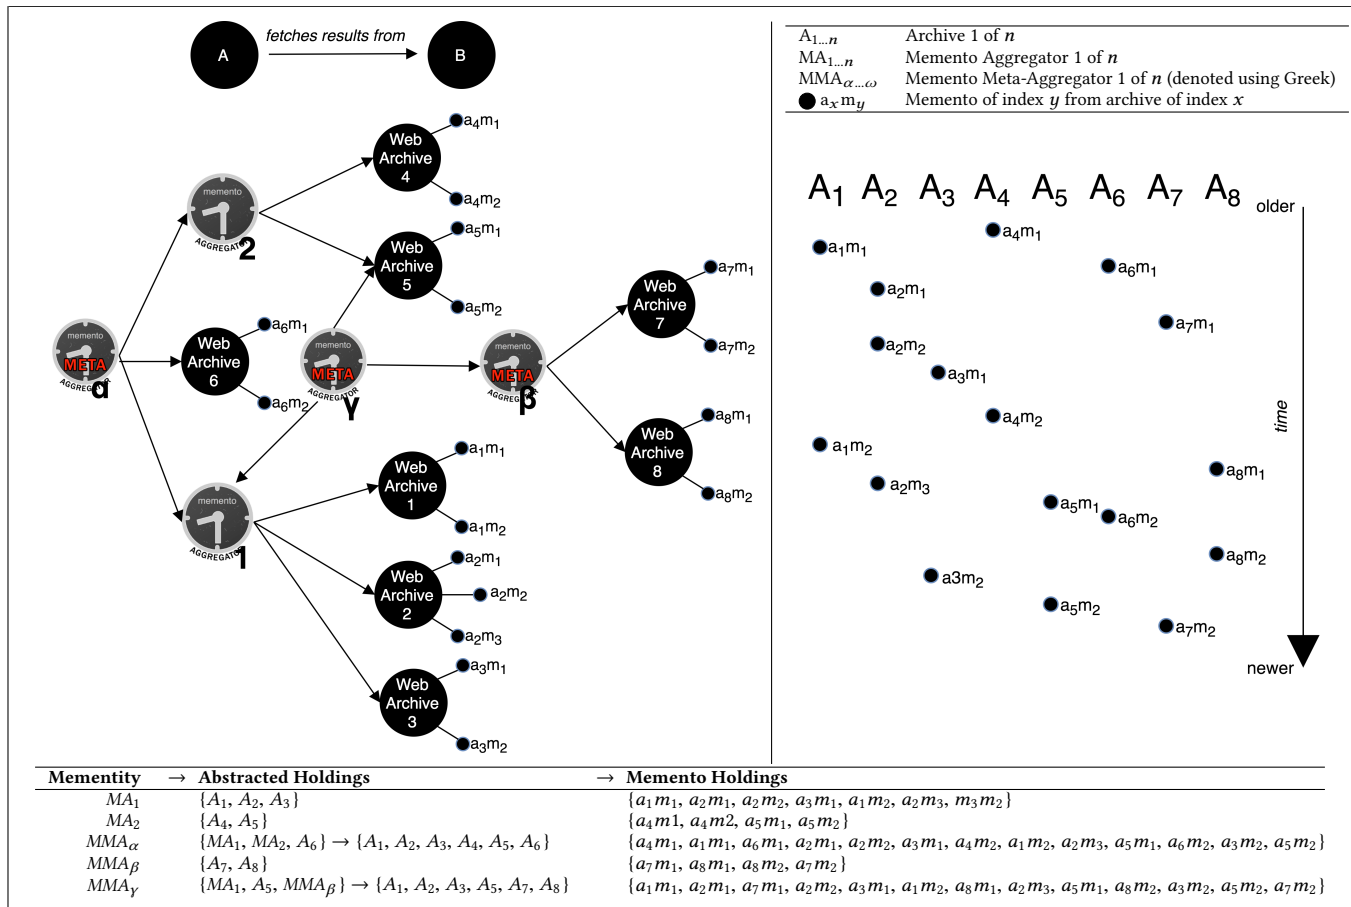 fetches results from
A
B
A1...n Archive 1 of n
MA1...n Memento Aggregator 1 of n
MMAα...ω Memento Meta-Aggregator 1 of n (denoted using Greek)
axmy Memento of index y from archive of index x
Web Archive 4
a4m1
a4m2
memento
AGGREGATOR
2
Web Archive 5
a5m1
a5m2
memento
META
AGGREGATOR
α
Web Archive 6
a6m1
a6m2
memento
META
AGGREGATOR
γ
memento
META
AGGREGATOR
β
Web Archive 7
a7m1
a7m2
Web Archive 8
a8m1
a8m2
memento
AGGREGATOR
1
Web Archive 1
a1m1
a1m2
Web Archive 2
a2m1
a2m2
a2m3
Web Archive 3
a3m1
a3m2
A1 A2 A3 A4 A5 A6 A7 A8
older
a4m1
a1m1
a6m1
a2m1
a7m1
a2m2
a3m1
a4m2
time
a1m2
a8m1
a2m3
a5m1
a6m2
a8m2
a3m2
a5m2
a7m2
newer
Mementity → Abstracted Holdings → Memento Holdings
MA1 {A1, A2, A3} {a1m1, a2m1, a2m2, a3m1, a1m2, a2m3, m3m2}
MA2 {A4, A5} {a4m1, a4m2, a5m1, a5m2}
MMAα {MA1, MA2, A6} → {A1, A2, A3, A4, A5, A6} {a4m1, a1m1, a6m1, a2m1, a2m2, a3m1, a4m2, a1m2, a2m3, a5m1, a6m2, a3m2, a5m2}
MMAβ {A7, A8} {a7m1, a8m1, a8m2, a7m2}
MMAγ {MA1, A5, MMAβ} → {A1, A2, A3, A5, A7, A8} {a1m1, a2m1, a7m1, a2m2, a3m1, a1m2, a8m1, a2m3, a5m1, a8m2, a3m2, a5m2, a7m2}